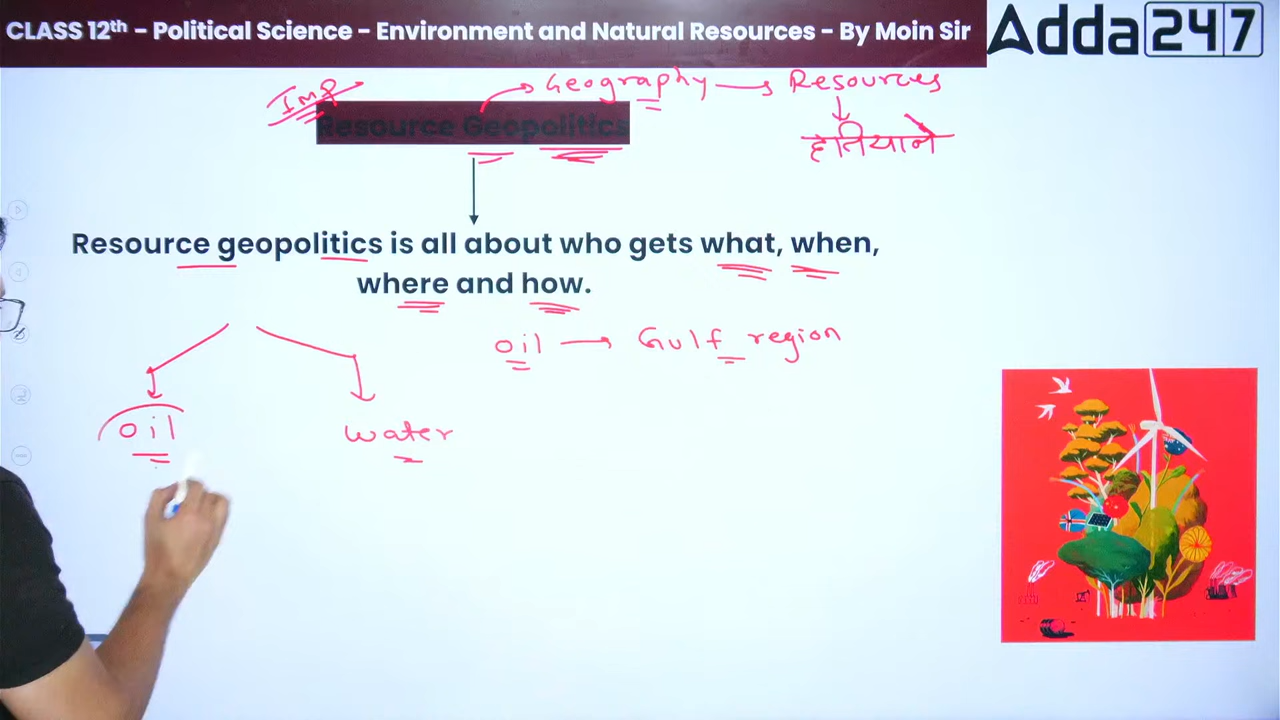 CLASS 12th - Political Science - Environment and Natural Resources - By Moin Sir
Adda247
Imp
Geography → Resources
Resource Geopolitics
हतियाने
Resource geopolitics is all about who gets what, when,
where and how.
oil → Gulf region
oil
water